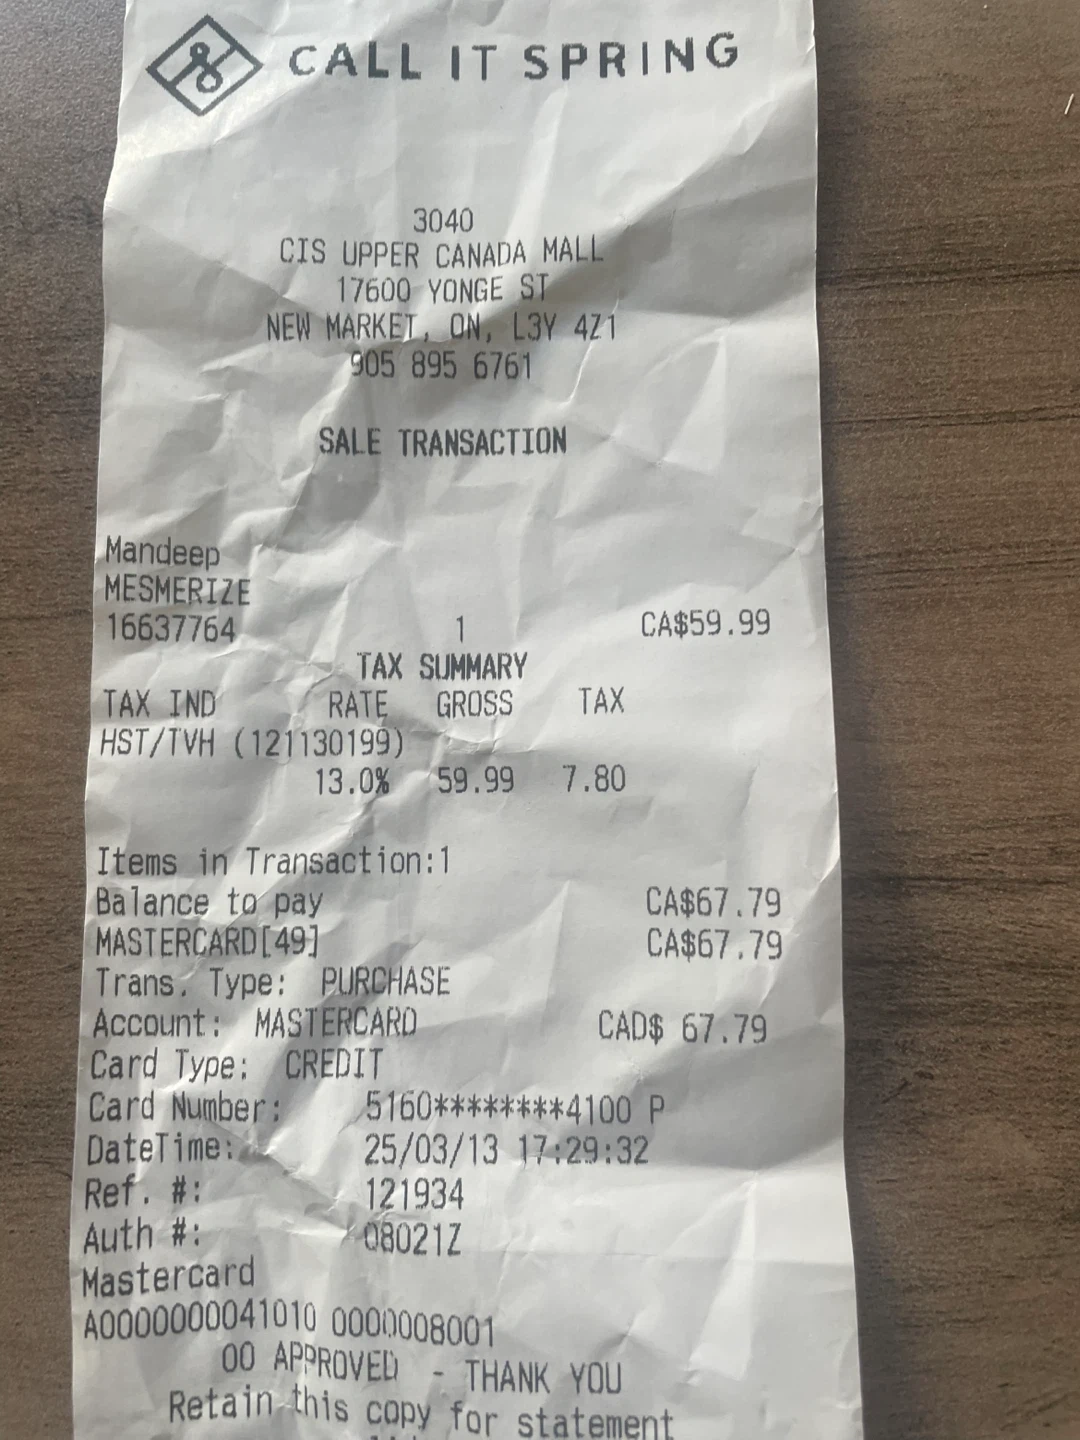 CALL IT SPRING
3040
CIS UPPER CANADA MALL
17600 YONGE ST
NEW MARKET, ON, L3Y 4Z1
905 895 6761
SALE TRANSACTION
Mandeep
MESMERIZE
16637764 1 CA$59.99
TAX SUMMARY
TAX IND RATE GROSS TAX
HST/TVH (121130199)
13.0% 59.99 7.80
Items in Transaction:1
Balance to pay CA$67.79
MASTERCARD[49] CA$67.79
Trans. Type: PURCHASE
Account: MASTERCARD CAD$ 67.79
Card Type: CREDIT
Card Number: 5160********4100 P
DateTime: 25/03/13 17:29:32
Ref. #: 121934
Auth #: 08021Z
Mastercard
A0000000041010 0000008001
00 APPROVED - THANK YOU
Retain this copy for statement